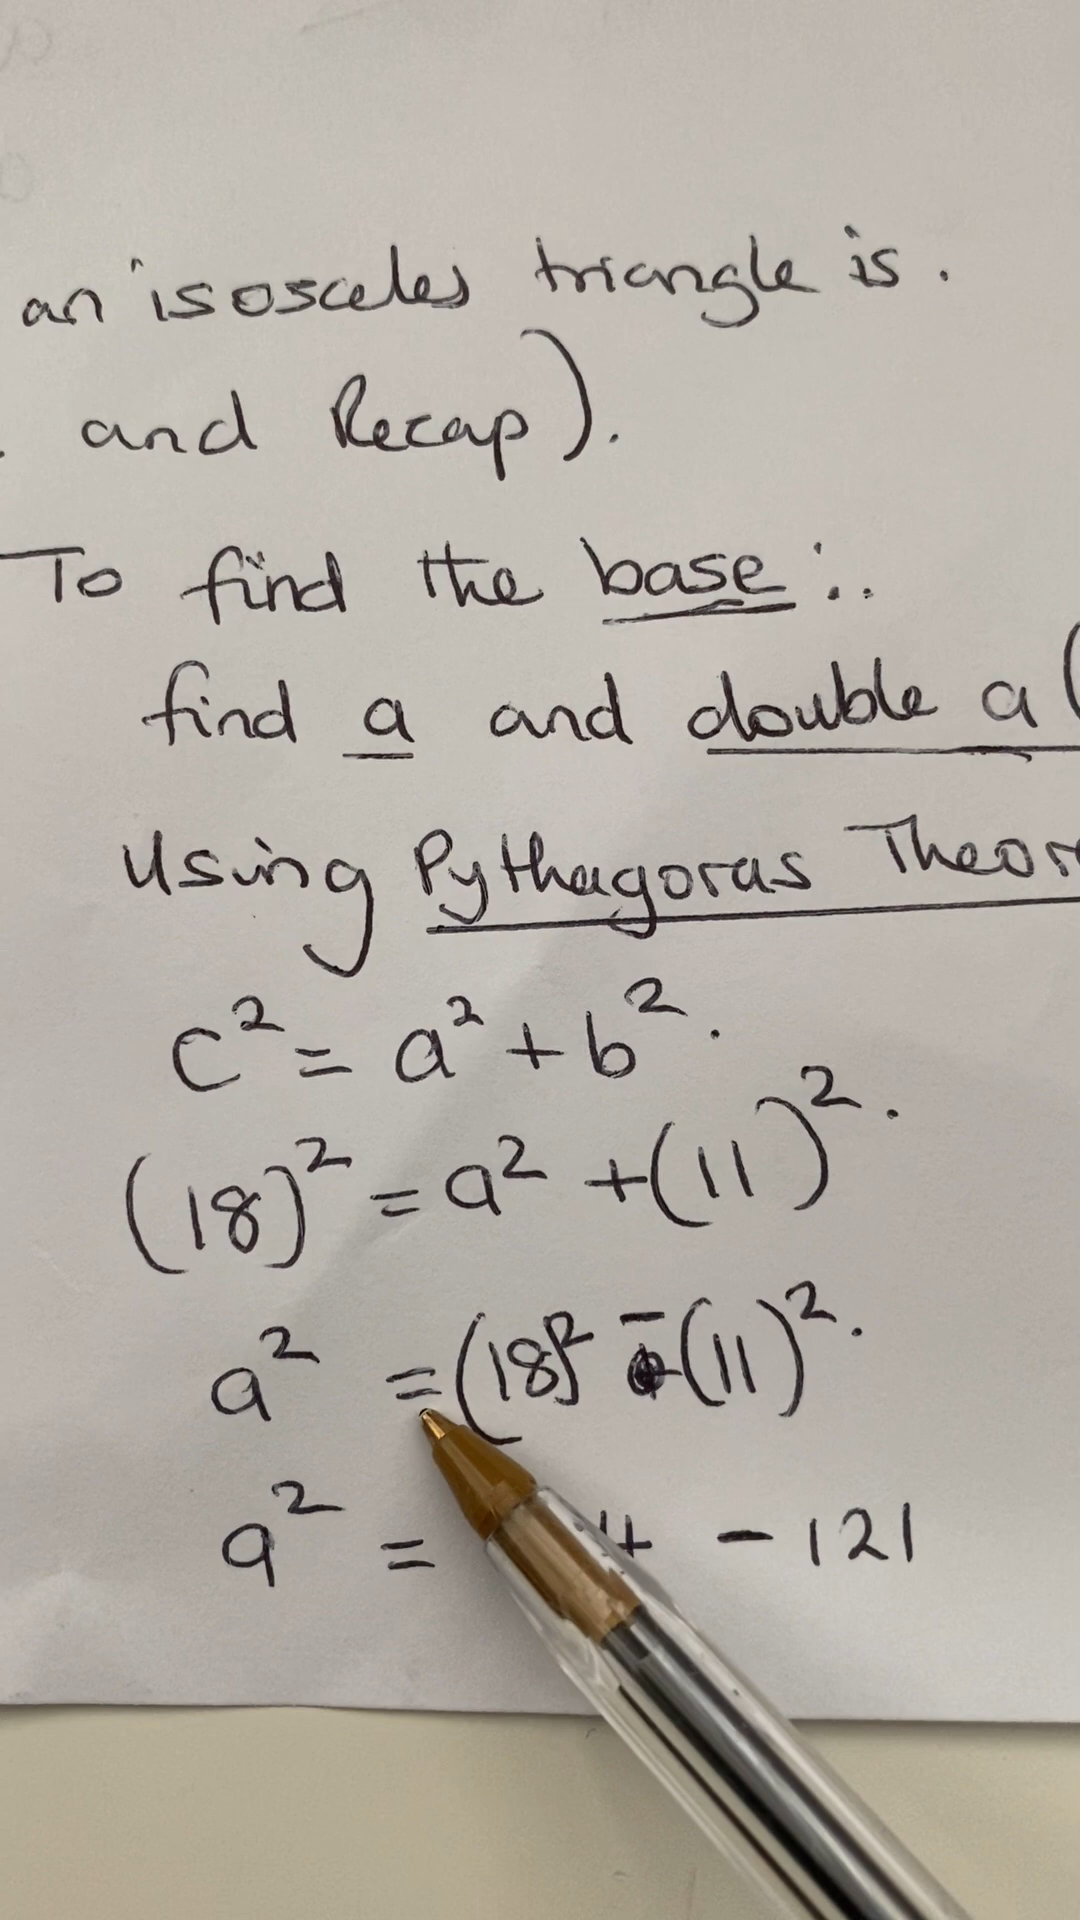 an isosceles triangle is.
. and Recap).
To find the base :.
find a and double a (
Using Pythagoras
c² = a² + b².
(18)² = a² + (11)².
a² = (18)² - (11)².
a² = - 121